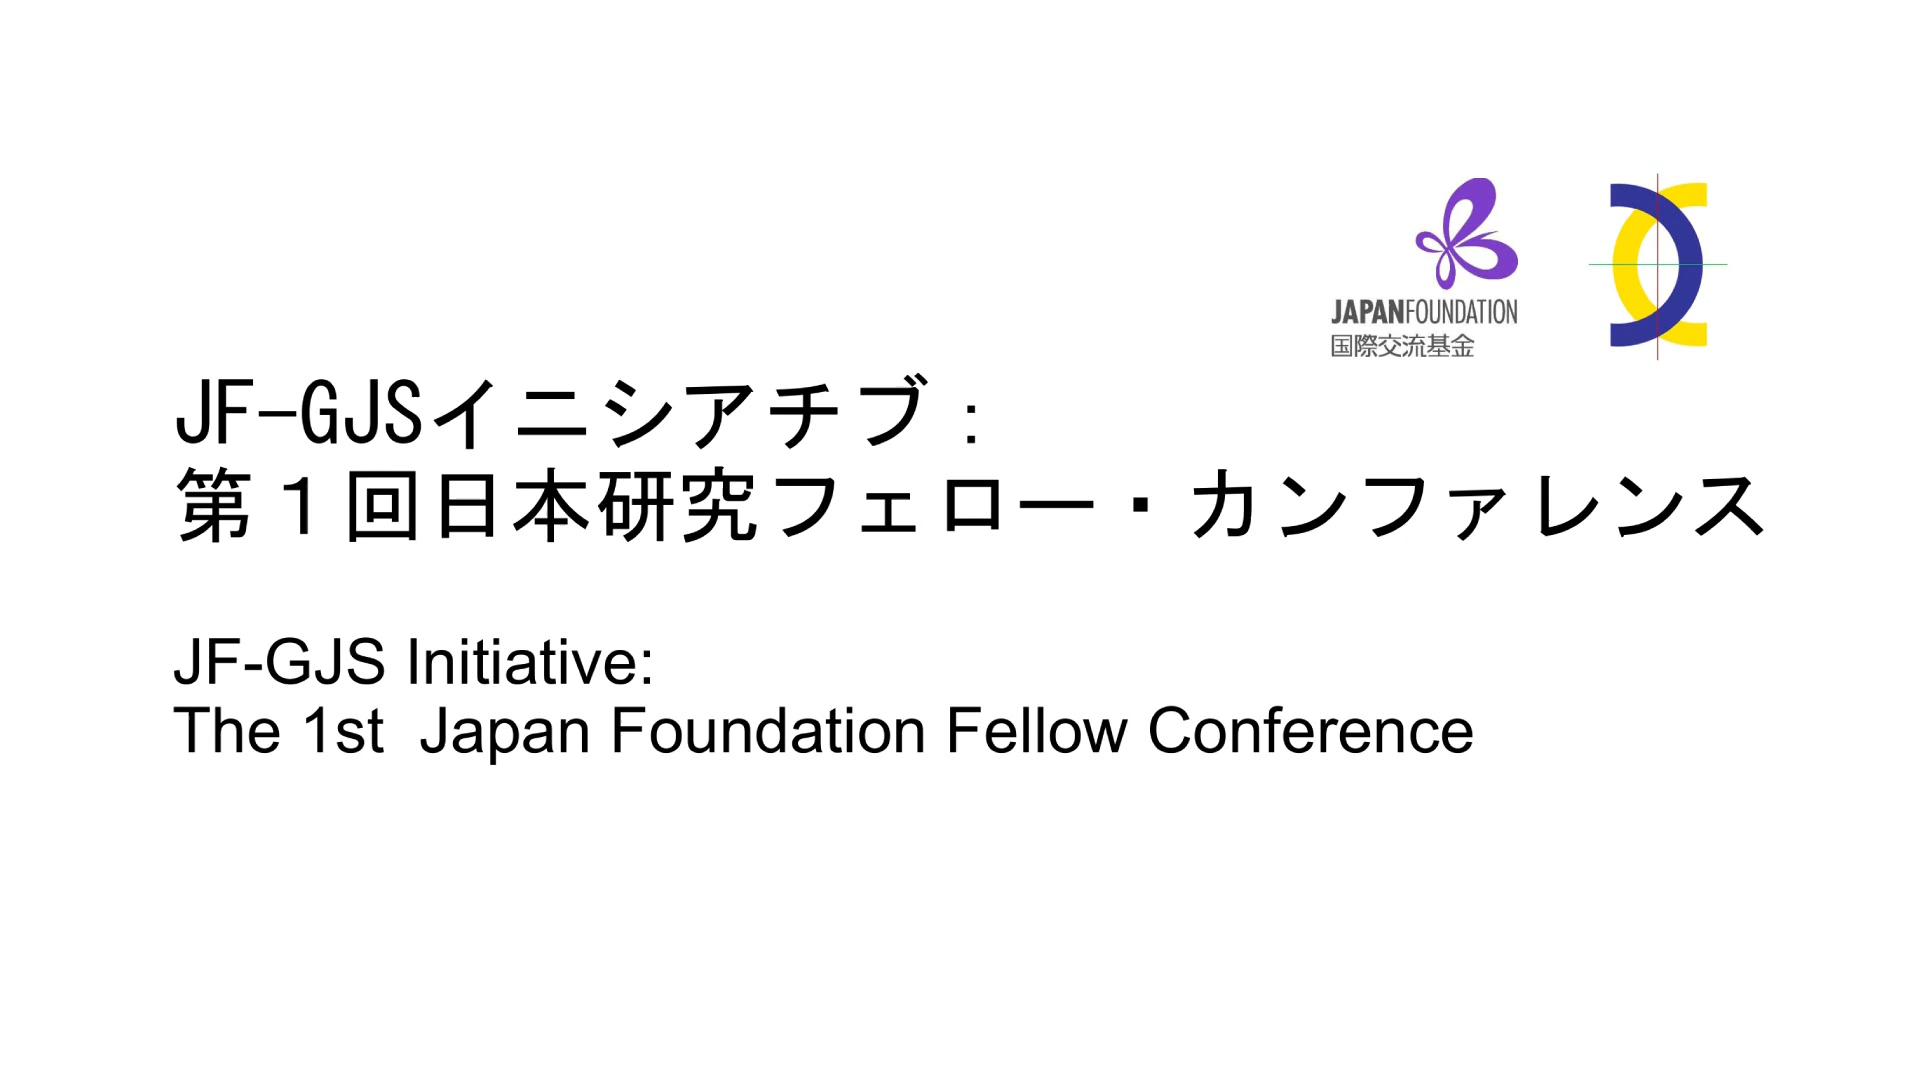 JAPANFOUNDATION
国際交流基金
JF-GJSイニシアチブ：
第１回日本研究フェロー・カンファレンス
JF-GJS Initiative:
The 1st  Japan Foundation Fellow Conference